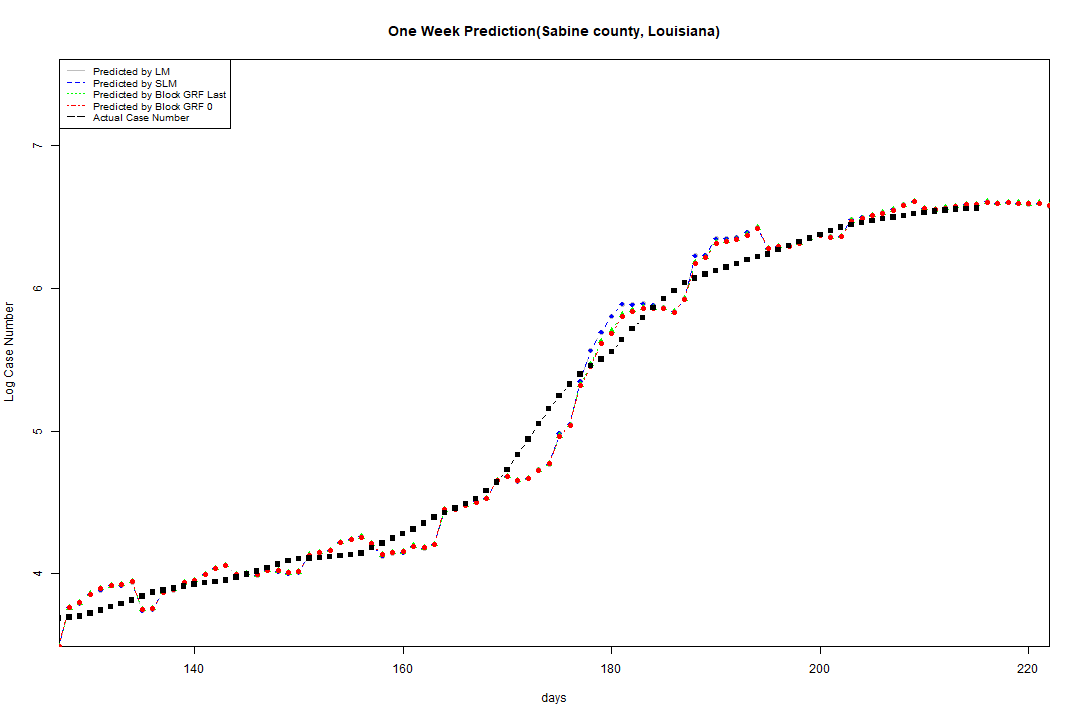 One Week Prediction(Sabine county, Louisiana)
Predicted by LM
Predicted by SLM
Predicted by Block GRF Last
Predicted by Block GRF 0
Actual Case Number
7
6
5
4
Log Case Number
140 160 180 200 220
days